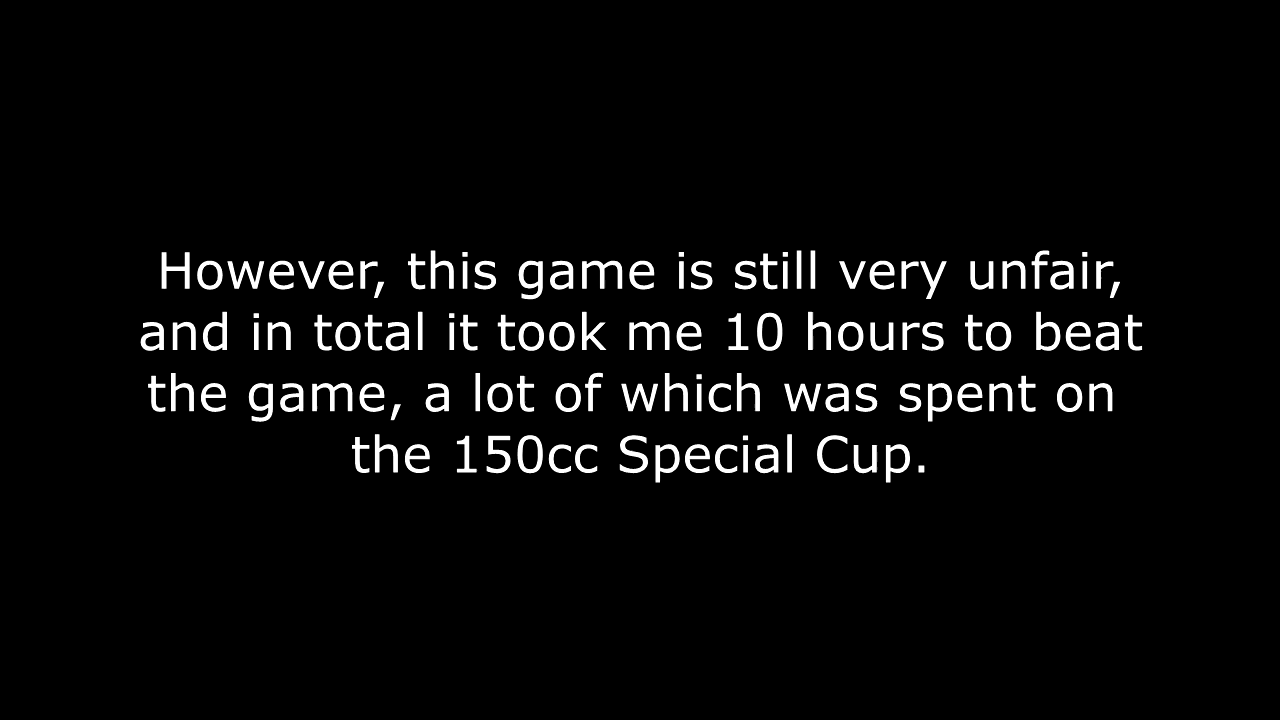 However, this game is still very unfair,
and in total it took me 10 hours to beat
the game, a lot of which was spent on
the 150cc Special Cup.